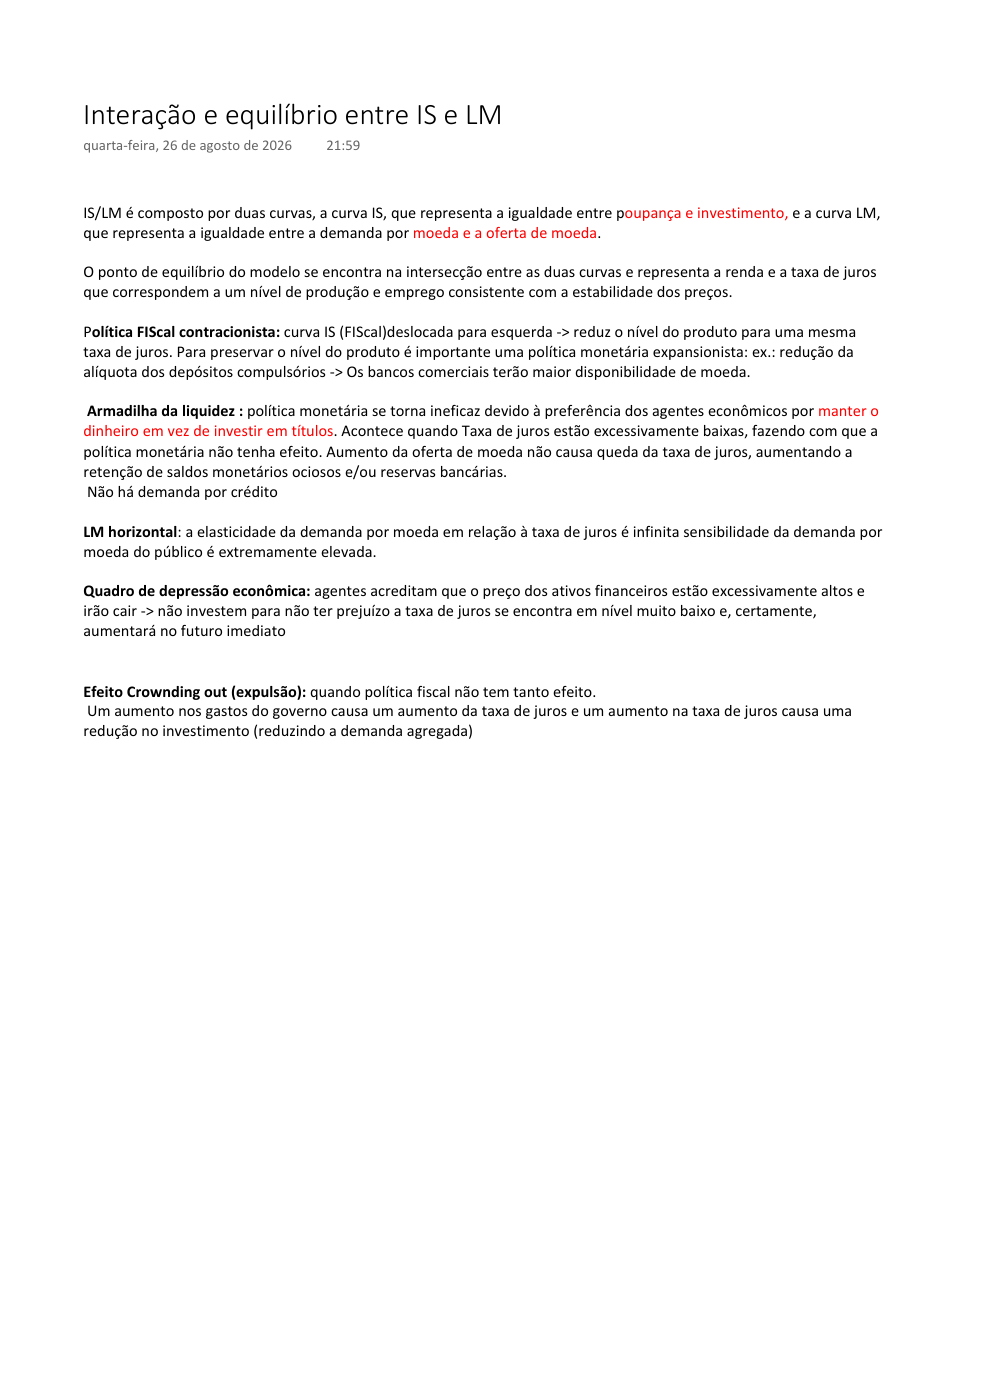 Interação e equilíbrio entre IS e LM
quarta-feira, 26 de agosto de 2026 21:59
IS/LM é composto por duas curvas, a curva IS, que representa a igualdade entre poupança e investimento, e a curva LM,
que representa a igualdade entre a demanda por moeda e a oferta de moeda.
O ponto de equilíbrio do modelo se encontra na intersecção entre as duas curvas e representa a renda e a taxa de juros
que correspondem a um nível de produção e emprego consistente com a estabilidade dos preços.
Política FIScal contracionista: curva IS (FIScal)deslocada para esquerda -> reduz o nível do produto para uma mesma
taxa de juros. Para preservar o nível do produto é importante uma política monetária expansionista: ex.: redução da
alíquota dos depósitos compulsórios -> Os bancos comerciais terão maior disponibilidade de moeda.
Armadilha da liquidez : política monetária se torna ineficaz devido à preferência dos agentes econômicos por manter o
dinheiro em vez de investir em títulos. Acontece quando Taxa de juros estão excessivamente baixas, fazendo com que a
política monetária não tenha efeito. Aumento da oferta de moeda não causa queda da taxa de juros, aumentando a
retenção de saldos monetários ociosos e/ou reservas bancárias.
Não há demanda por crédito
LM horizontal: a elasticidade da demanda por moeda em relação à taxa de juros é infinita sensibilidade da demanda por
moeda do público é extremamente elevada.
Quadro de depressão econômica: agentes acreditam que o preço dos ativos financeiros estão excessivamente altos e
irão cair -> não investem para não ter prejuízo a taxa de juros se encontra em nível muito baixo e, certamente,
aumentará no futuro imediato
Efeito Crownding out (expulsão): quando política fiscal não tem tanto efeito.
Um aumento nos gastos do governo causa um aumento da taxa de juros e um aumento na taxa de juros causa uma
redução no investimento (reduzindo a demanda agregada)